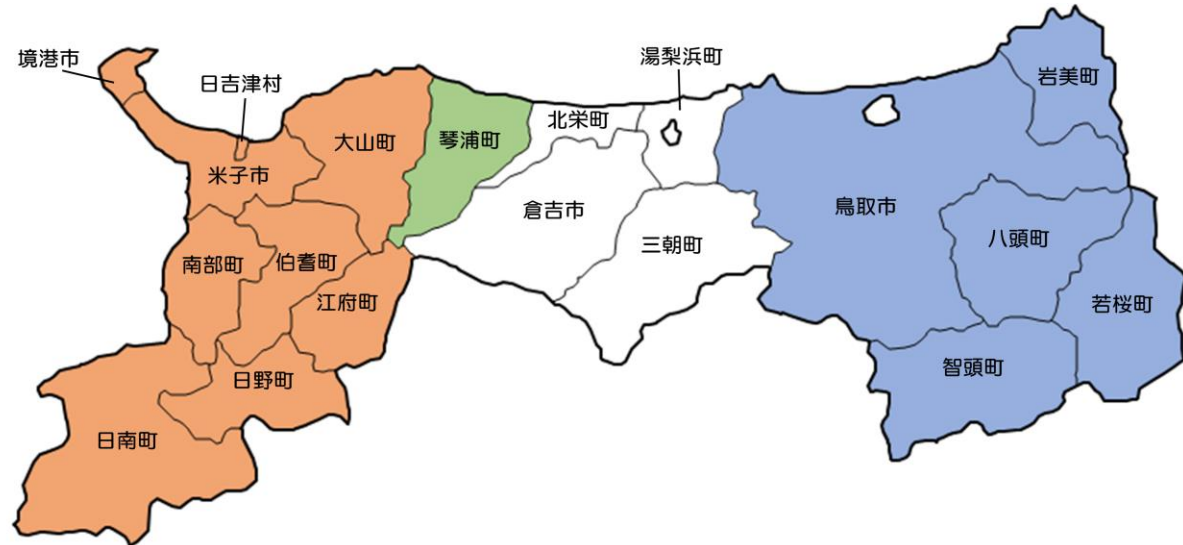 境港市
日吉津村
湯梨浜町
岩美町
北栄町
大山町
琴浦町
米子市
倉吉市
鳥取市
三朝町
八頭町
南部町
伯耆町
江府町
若桜町
智頭町
日野町
日南町